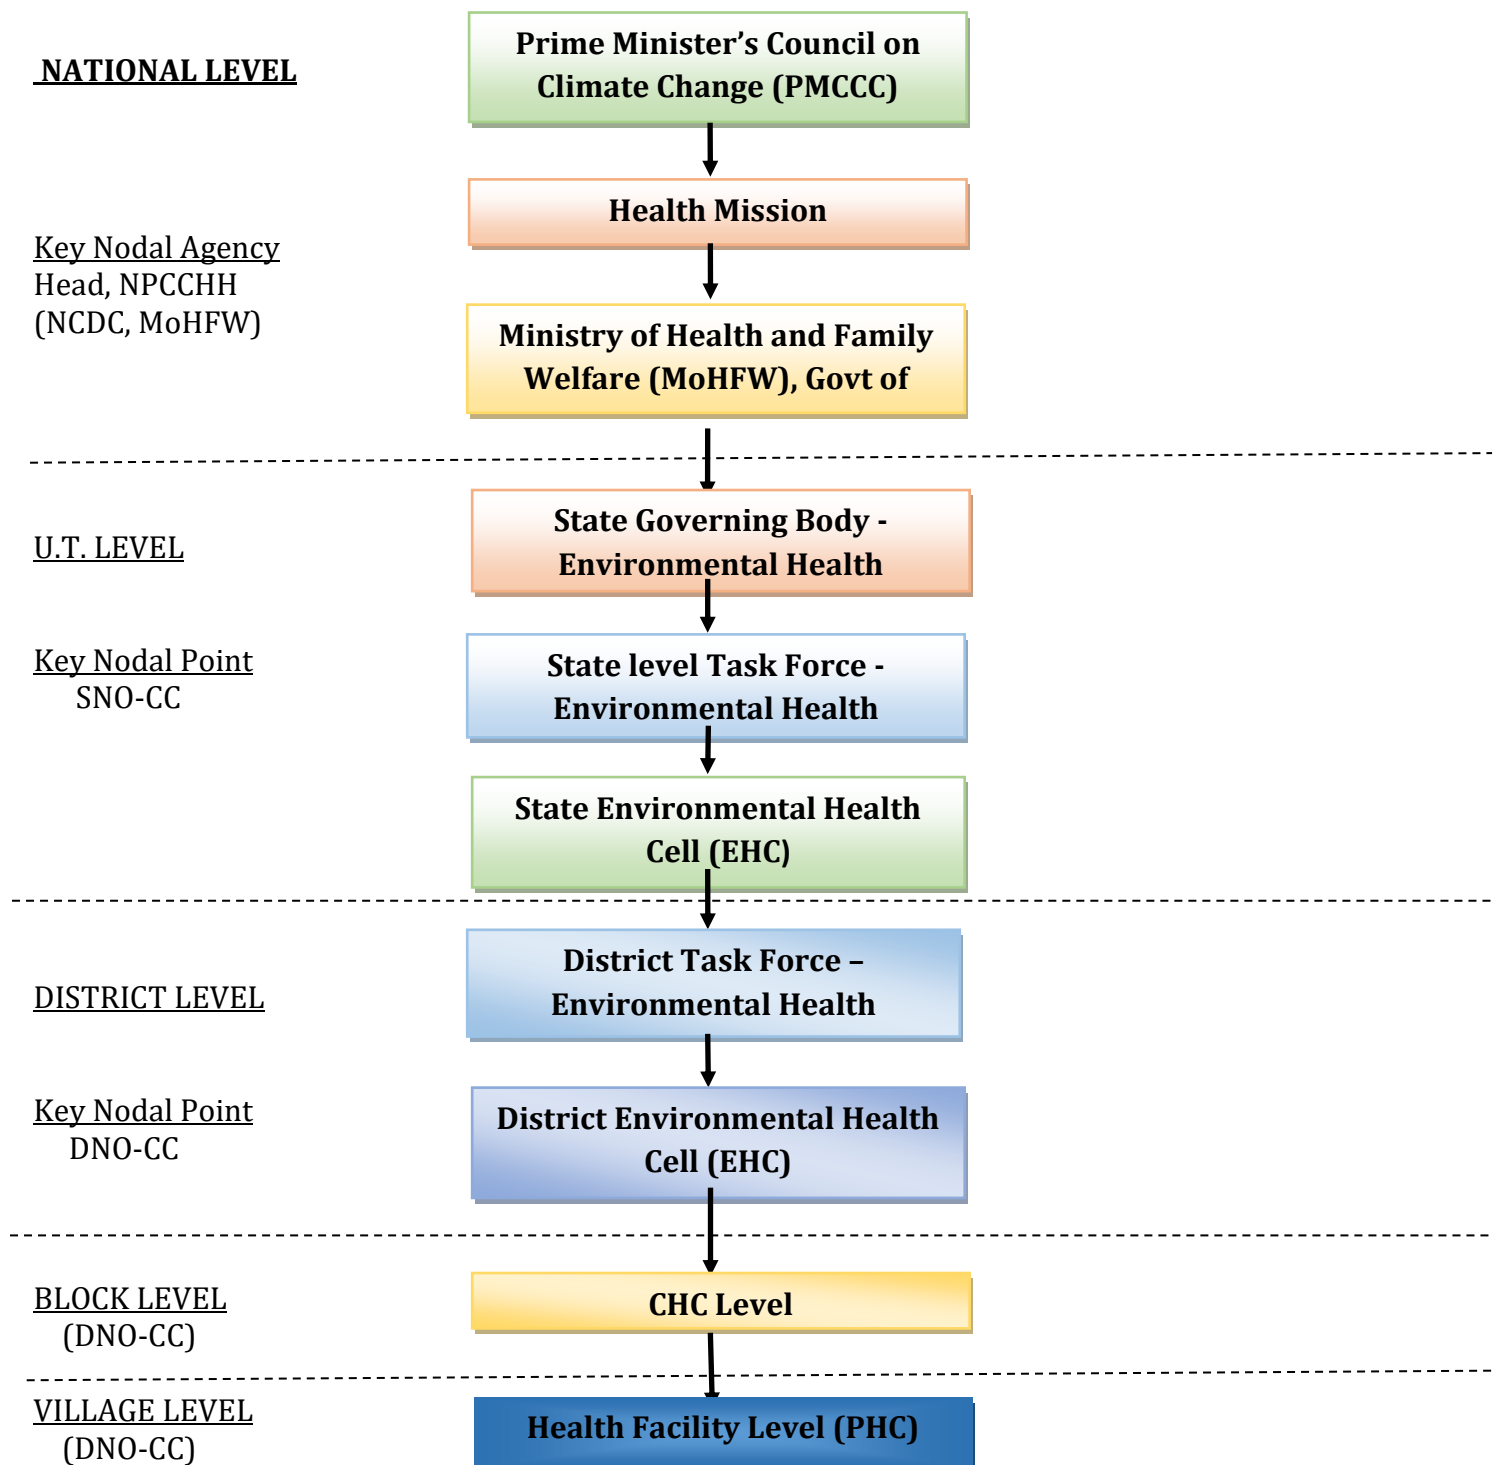 Prime Minister’s Council on
Climate Change (PMCCC)
NATIONAL LEVEL
Health Mission
Key Nodal Agency
Head, NPCCHH
(NCDC, MoHFW)
Ministry of Health and Family
Welfare (MoHFW), Govt of
State Governing Body -
Environmental Health
U.T. LEVEL
Key Nodal Point
SNO-CC
State level Task Force -
Environmental Health
State Environmental Health
Cell (EHC)
District Task Force –
Environmental Health
DISTRICT LEVEL
Key Nodal Point
DNO-CC
District Environmental Health
Cell (EHC)
BLOCK LEVEL
(DNO-CC)
CHC Level
VILLAGE LEVEL
(DNO-CC)
Health Facility Level (PHC)